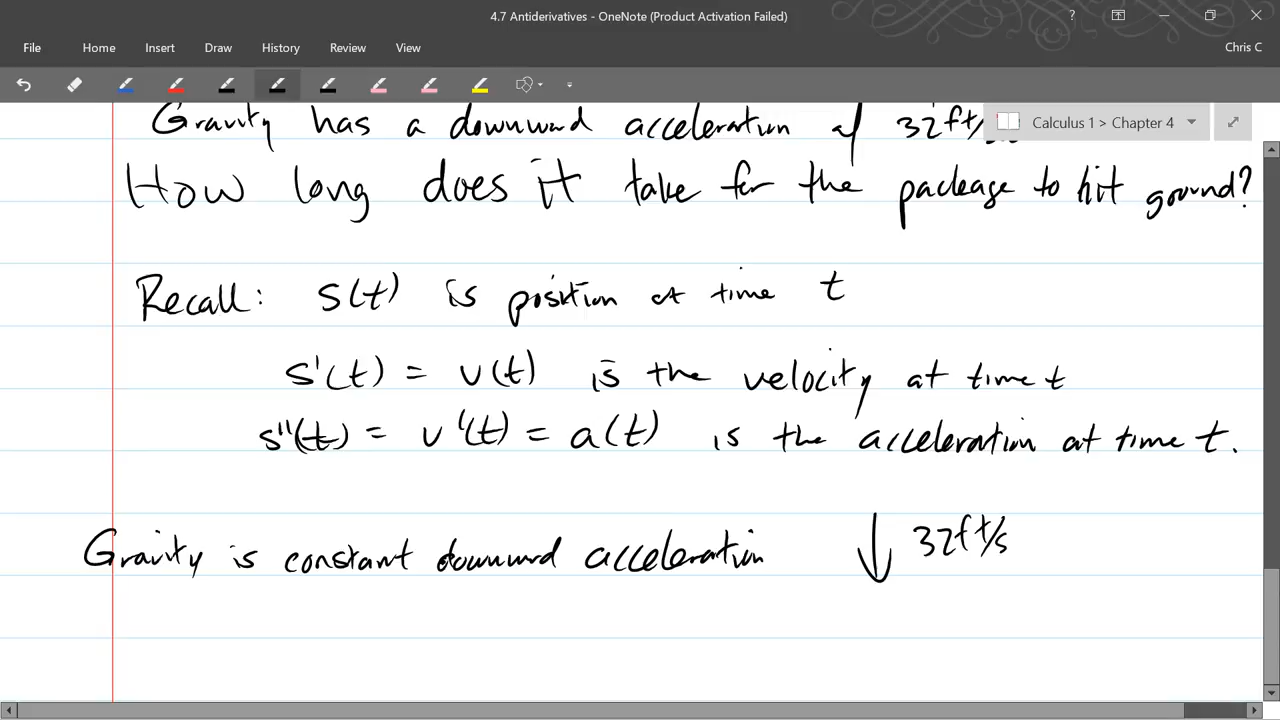 4.7 Antiderivatives - OneNote (Product Activation Failed)
?
File Home Insert Draw History Review View
Chris C
Calculus 1 > Chapter 4
Gravity has a downward acceleration of 32ft/
How long does it take for the package to hit ground?
Recall: s(t) is position at time t
s'(t) = v(t) is the velocity at time t
s"(t) = v'(t) = a(t) is the acceleration at time t.
Gravity is constant downward acceleration ↓ 32ft/s